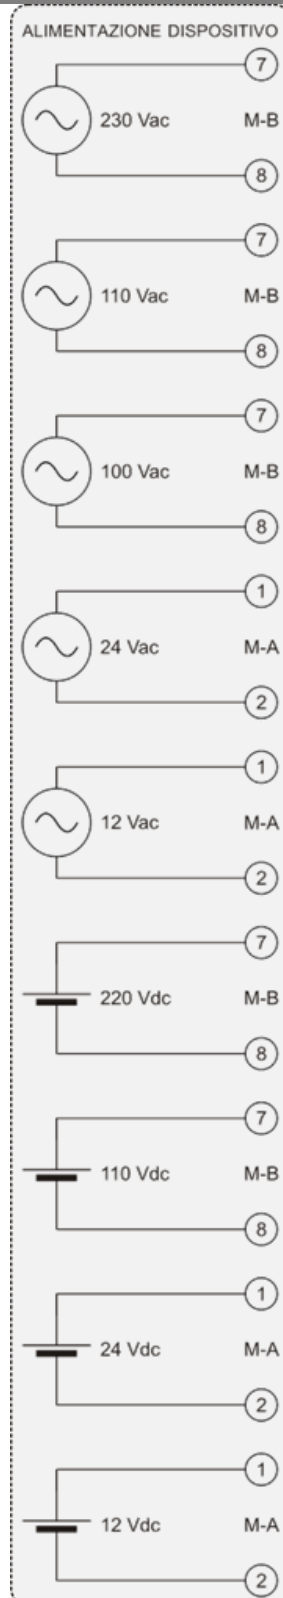 ALIMENTAZIONE DISPOSITIVO
7
230 Vac M-B
8
7
110 Vac M-B
8
7
100 Vac M-B
8
1
24 Vac M-A
2
1
12 Vac M-A
2
7
220 Vdc M-B
8
7
110 Vdc M-B
8
1
24 Vdc M-A
2
1
12 Vdc M-A
2